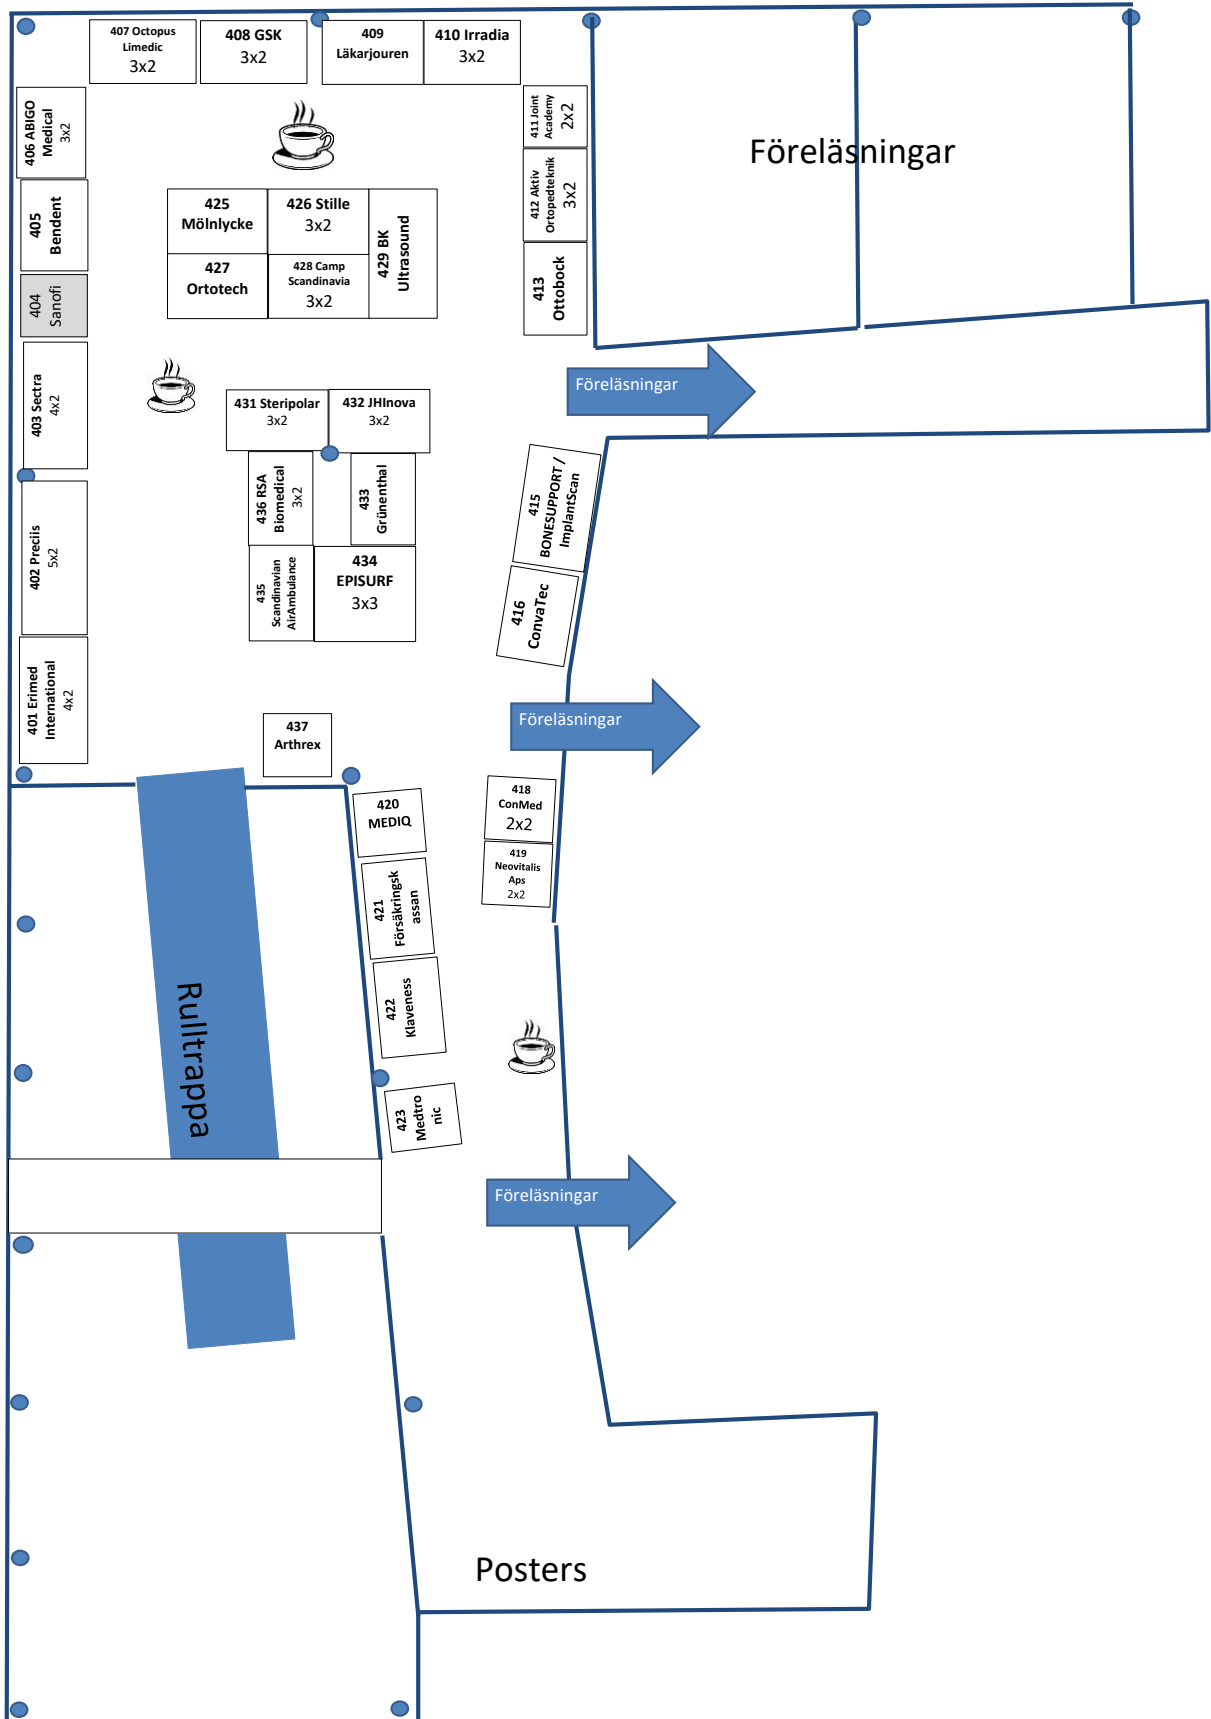 407 Octopus
Limedic
3x2
408 GSK
3x2
409
Läkarjouren
410 Irradia
3x2
406 ABIGO
Medical
3x2
411 Joint
Academy
2x2
Föreläsningar
412 Aktiv
Ortopedteknik
3x2
405
Bendent
425
Mölnlycke
426 Stille
3x2
429 BK
Ultrasound
427
Ortotech
428 Camp
Scandinavia
3x2
413
Ottobock
404
Sanofi
403 Sectra
4x2
Föreläsningar
431 Steripolar
3x2
432 JHInova
3x2
436 RSA
Biomedical
3x2
433
Grünenthal
415
BONESUPPORT /
ImplantScan
402 Preciis
5x2
435
Scandinavian
AirAmbulance
434
EPISURF
3x3
416
ConvaTec
401 Erimed
International
4x2
437
Arthrex
Föreläsningar
420
MEDIQ
418
ConMed
2x2
419
Neovitalis
Aps
2x2
421
Försäkringsk
assan
422
Klaveness
Rulltrappa
423
Medtro
nic
Föreläsningar
Posters